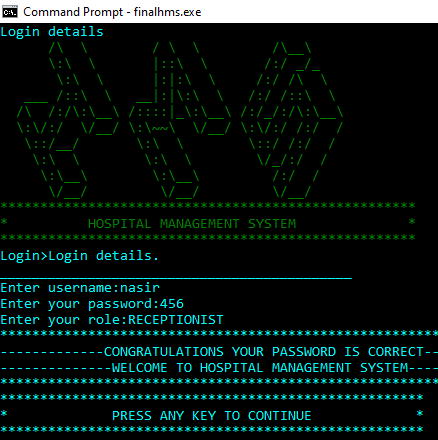 Command Prompt - finalhms.exe
Login details
****************************************************
* HOSPITAL MANAGEMENT SYSTEM *
****************************************************
Login>Login details.
____________________________________________
Enter username:nasir
Enter your password:456
Enter your role:RECEPTIONIST
*******************************************************
-------------CONGRATULATIONS YOUR PASSWORD IS CORRECT--
--------------WELCOME TO HOSPITAL MANAGEMENT SYSTEM----
*******************************************************
*****************************************************
* PRESS ANY KEY TO CONTINUE *
*****************************************************